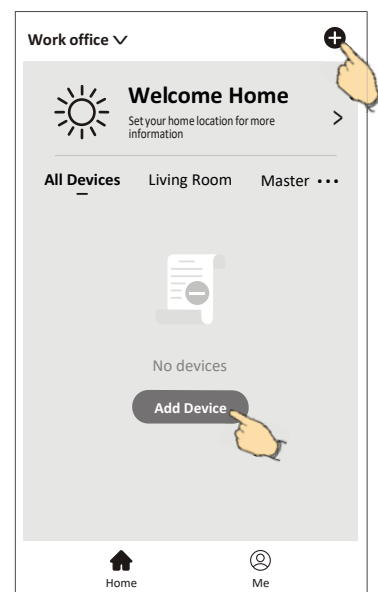 Work office
Welcome Home
Set your home location for more
information
All Devices Living Room Master ...
No devices
Add Device
Home Me